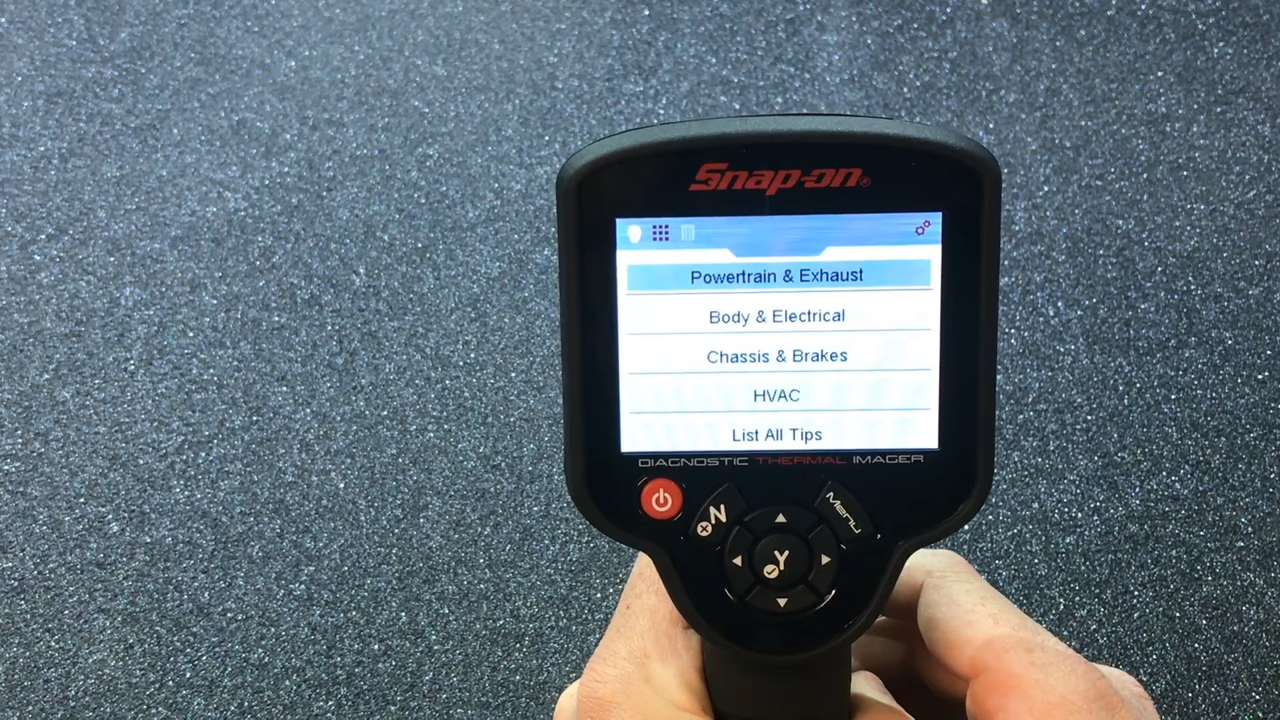 Snap-on®
Powertrain & Exhaust
Body & Electrical
Chassis & Brakes
HVAC
List All Tips
DIAGNOSTIC THERMAL IMAGER
N
Menu
Y